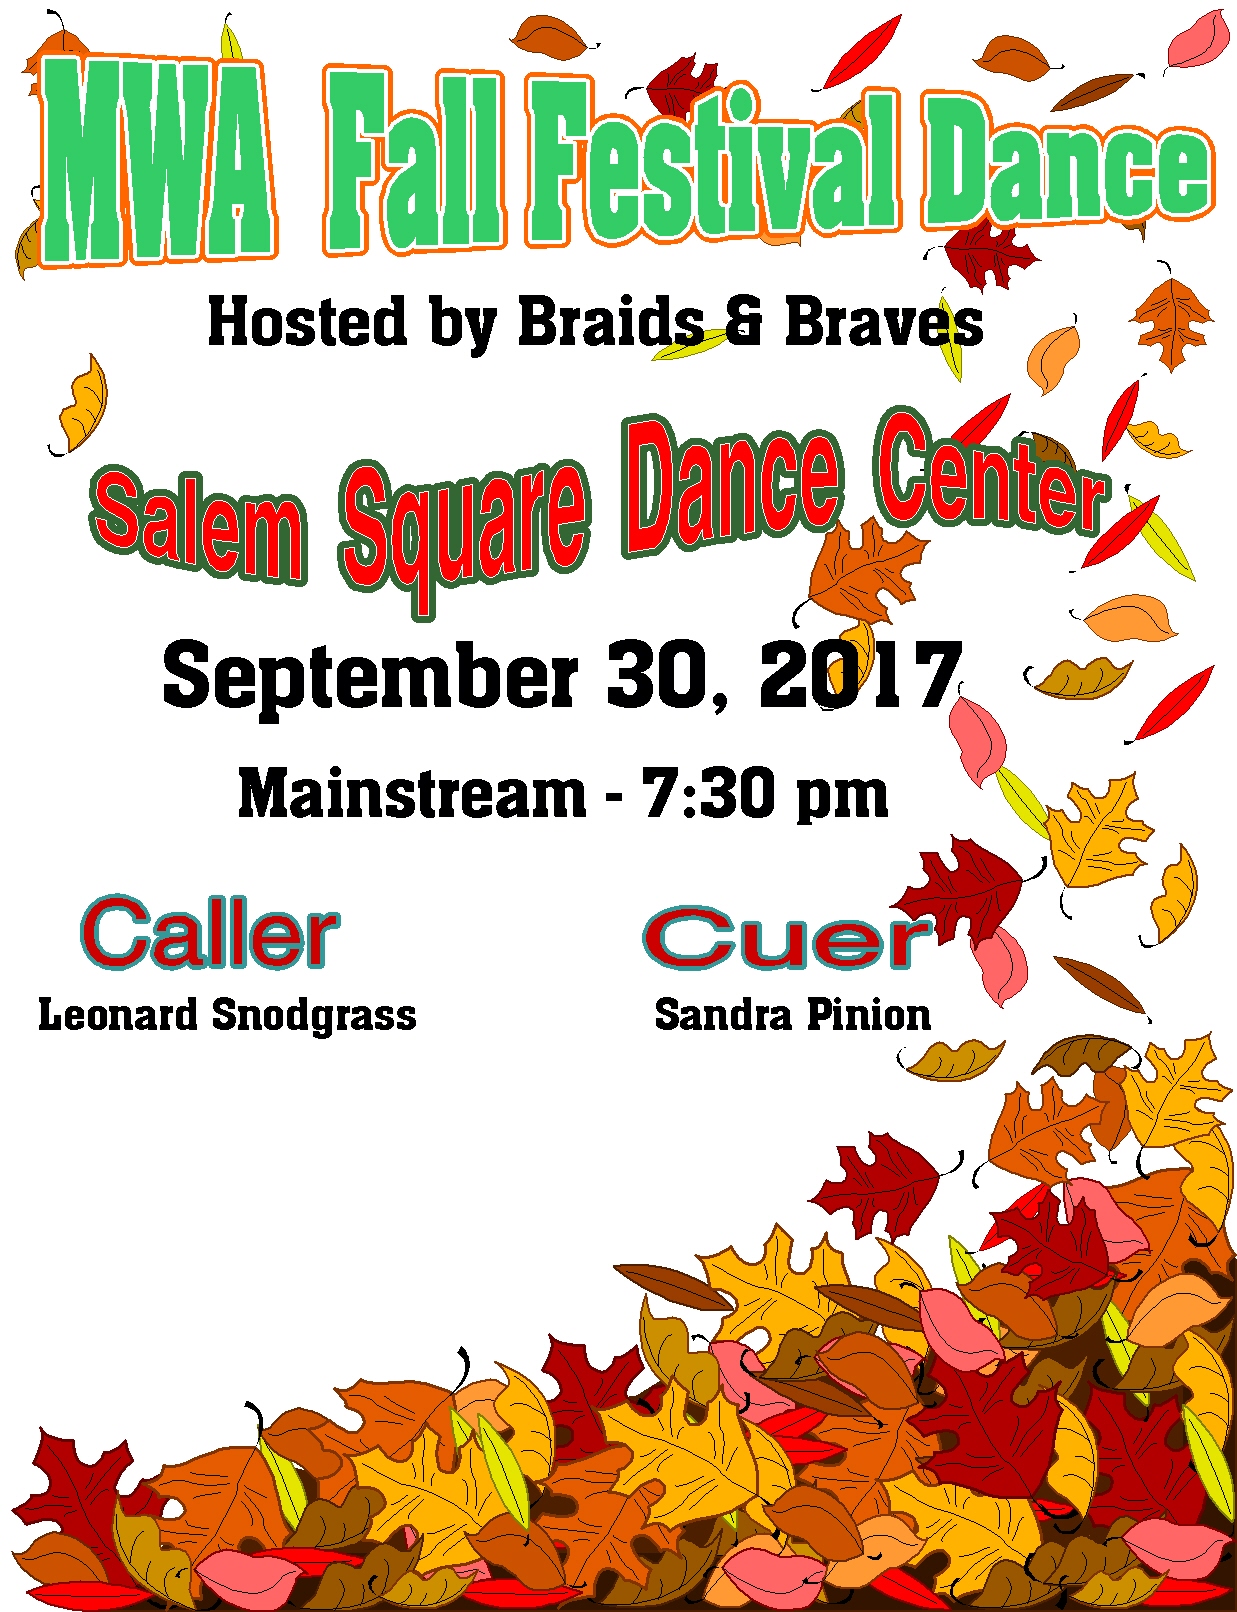 MWA Fall Festival Dance
Hosted by Braids & Braves
Salem Square Dance Center
September 30, 2017
Mainstream - 7:30 pm
Caller Cuer
Leonard Snodgrass Sandra Pinion